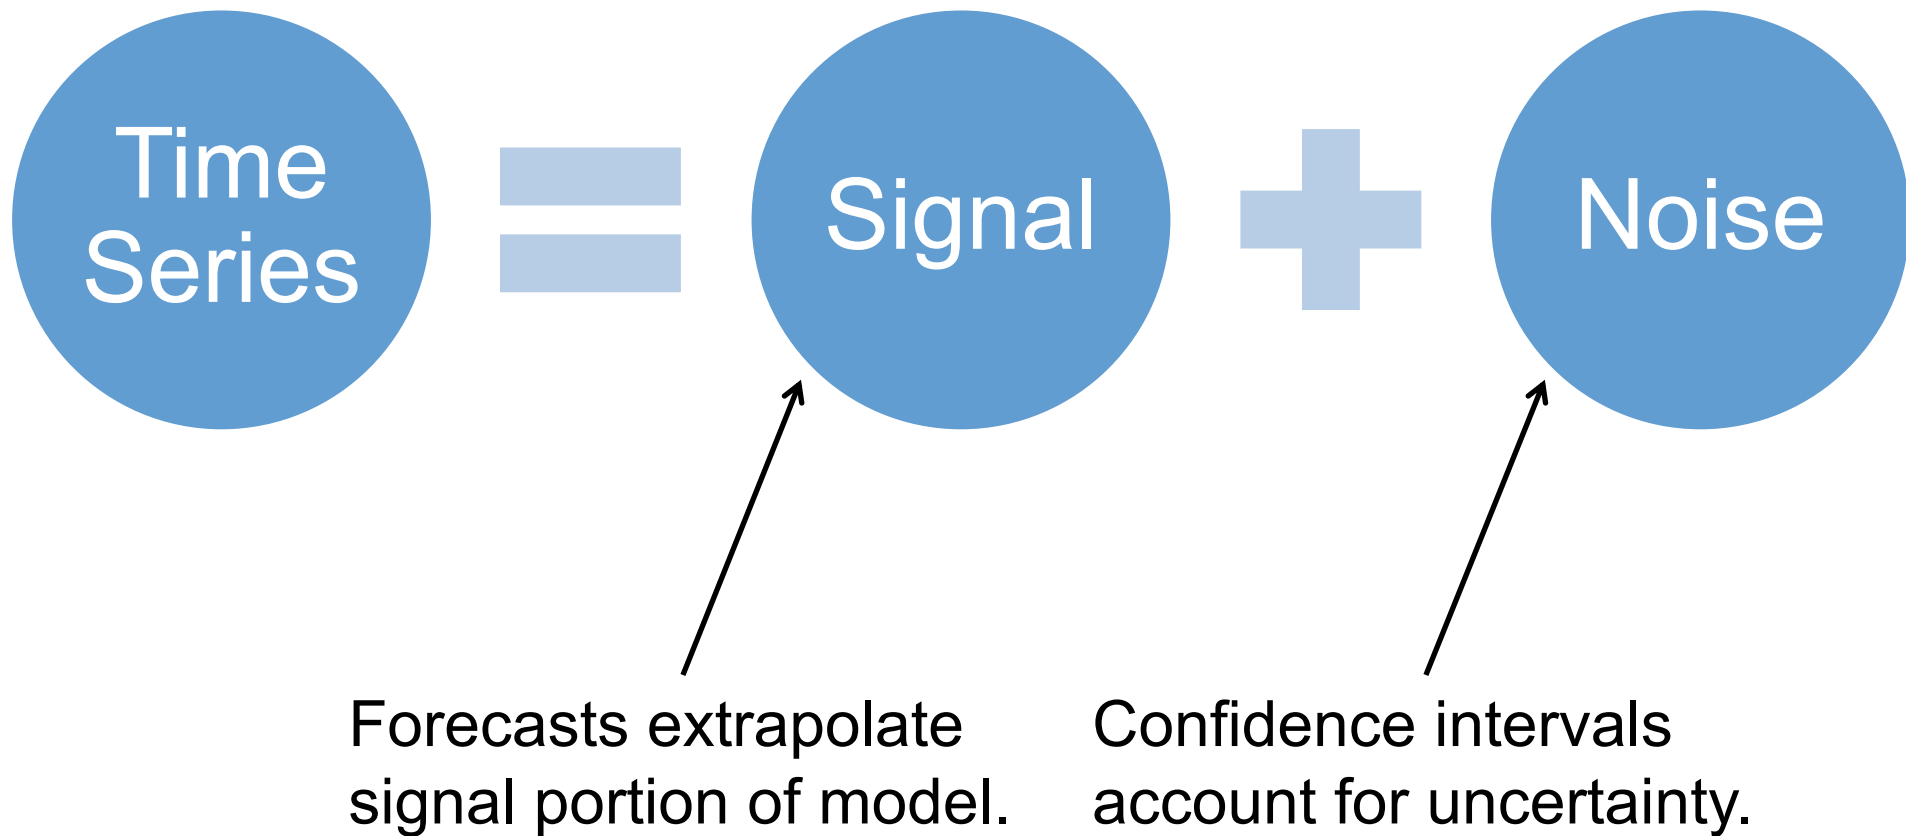 Time
Series
Signal
Noise
Forecasts extrapolate
signal portion of model.
Confidence intervals
account for uncertainty.